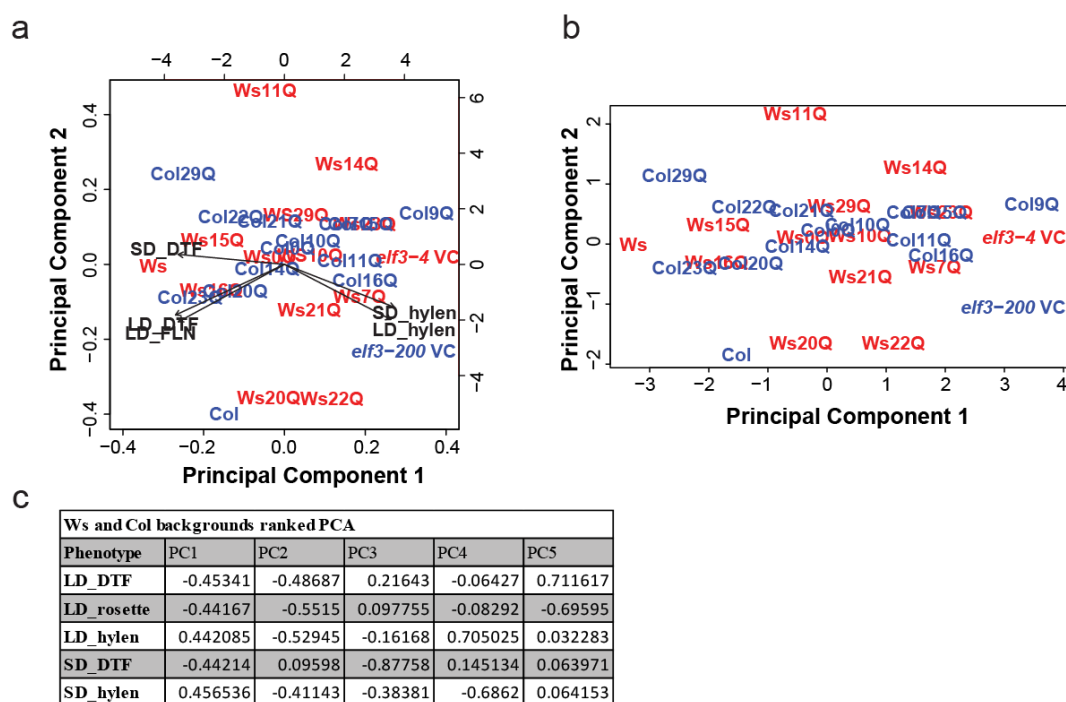 a
−4 −2 0 2 4
Principal Component 2
0.4
0.2
0.0
−0.2
−0.4
6
4
2
0
−2
−4
Ws11Q
Ws14Q
Col29Q
Col9Q
Col22Q
Col21Q
WS29Q
Ws15Q
Col10Q
SD_DTF
elf3−4 VC
Ws
Col14Q
Col11Q
Col16Q
Col23Q
Col20Q
Ws7Q
Ws21Q
SD_hylen
LD_DTF
LD_hylen
LD_FLN
elf3−200 VC
Ws20Q
Ws22Q
Col
−0.4 −0.2 0.0 0.2 0.4
Principal Component 1
b
Principal Component 2
2
1
0
−1
−2
Ws11Q
Ws14Q
Col29Q
Col9Q
Col22Q
Col21Q
Ws29Q
Ws15Q
Col10Q
Ws10Q
elf3−4 VC
Ws
Col14Q
Col11Q
Col16Q
Col23Q
Col20Q
Ws7Q
Ws21Q
elf3−200 VC
Ws20Q
Ws22Q
Col
−3 −2 −1 0 1 2 3 4
Principal Component 1
c
Ws and Col backgrounds ranked PCA
Phenotype PC1 PC2 PC3 PC4 PC5
LD_DTF -0.45341 -0.48687 0.21643 -0.06427 0.711617
LD_rosette -0.44167 -0.5515 0.097755 -0.08292 -0.69595
LD_hylen 0.442085 -0.52945 -0.16168 0.705025 0.032283
SD_DTF -0.44214 0.09598 -0.87758 0.145134 0.063971
SD_hylen 0.456536 -0.41143 -0.38381 -0.6862 0.064153